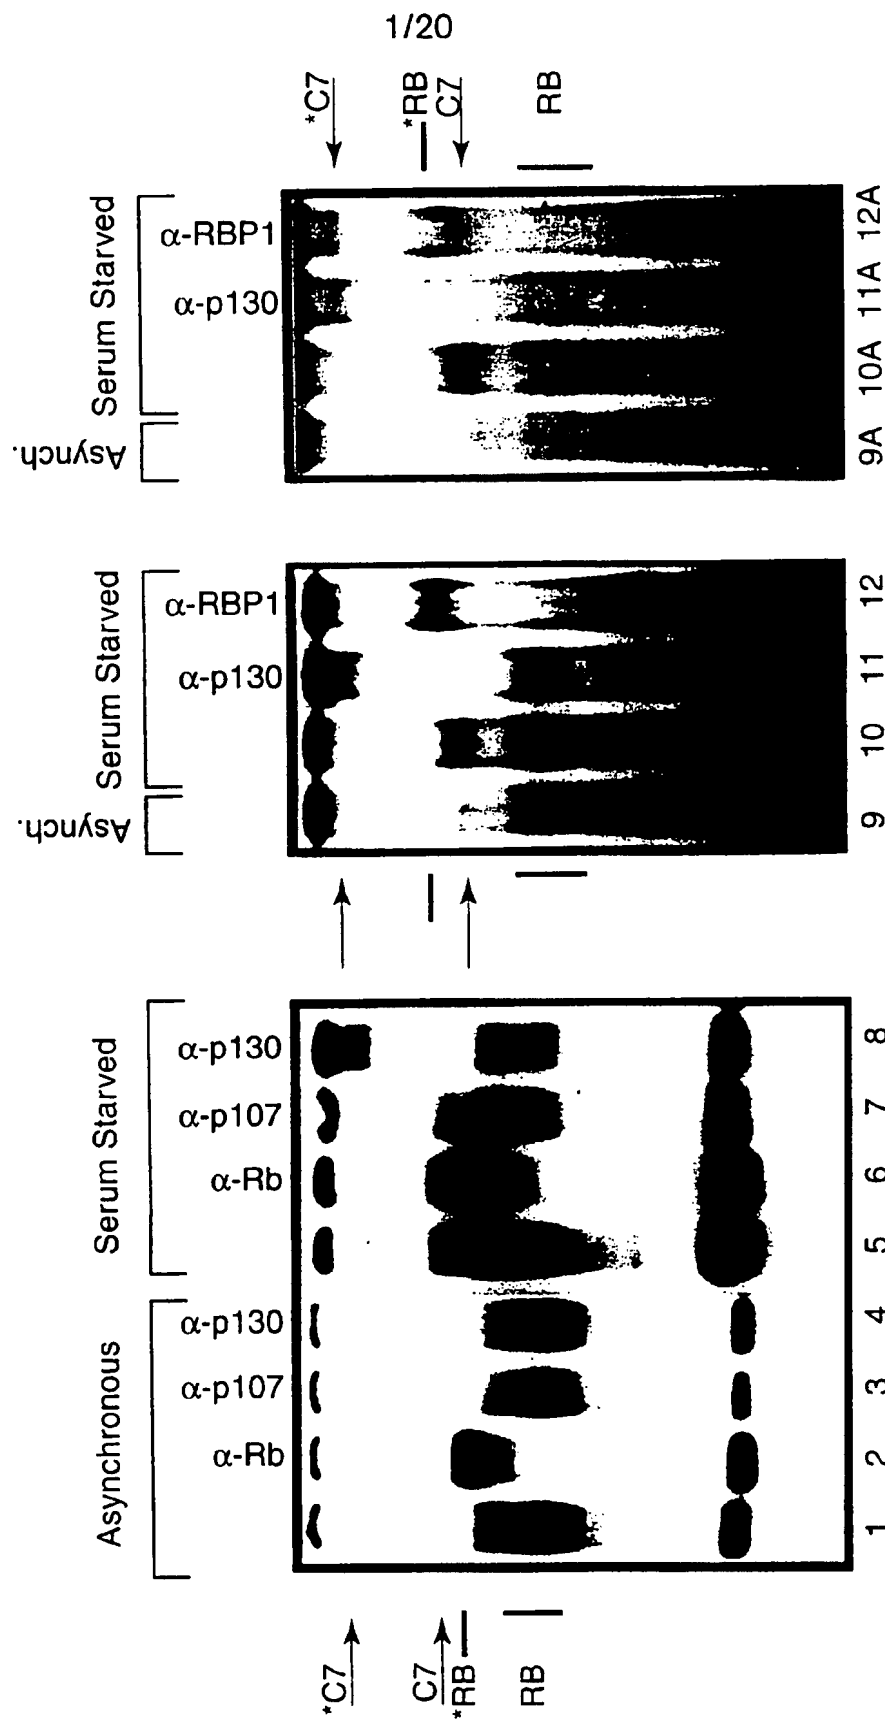 1/20
Asynchronous
Serum Starved
α-Rb
α-p107
α-p130
α-Rb
α-p107
α-p130
*C7
C7
*RB
RB
1 2 3 4 5 6 7 8
Asynch.
Serum Starved
α-p130
α-RBP1
9 10 11 12
Asynch.
Serum Starved
α-p130
α-RBP1
*C7
*RB
C7
RB
9A 10A 11A 12A